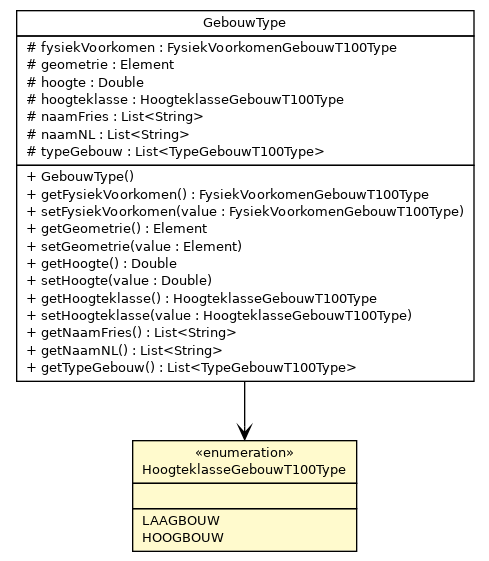 GebouwType
# fysiekVoorkomen : FysiekVoorkomenGebouwT100Type
# geometrie : Element
# hoogte : Double
# hoogteklasse : HoogteklasseGebouwT100Type
# naamFries : List<String>
# naamNL : List<String>
# typeGebouw : List<TypeGebouwT100Type>
+ GebouwType()
+ getFysiekVoorkomen() : FysiekVoorkomenGebouwT100Type
+ setFysiekVoorkomen(value : FysiekVoorkomenGebouwT100Type)
+ getGeometrie() : Element
+ setGeometrie(value : Element)
+ getHoogte() : Double
+ setHoogte(value : Double)
+ getHoogteklasse() : HoogteklasseGebouwT100Type
+ setHoogteklasse(value : HoogteklasseGebouwT100Type)
+ getNaamFries() : List<String>
+ getNaamNL() : List<String>
+ getTypeGebouw() : List<TypeGebouwT100Type>
«enumeration»
HoogteklasseGebouwT100Type
LAAGBOUW
HOOGBOUW